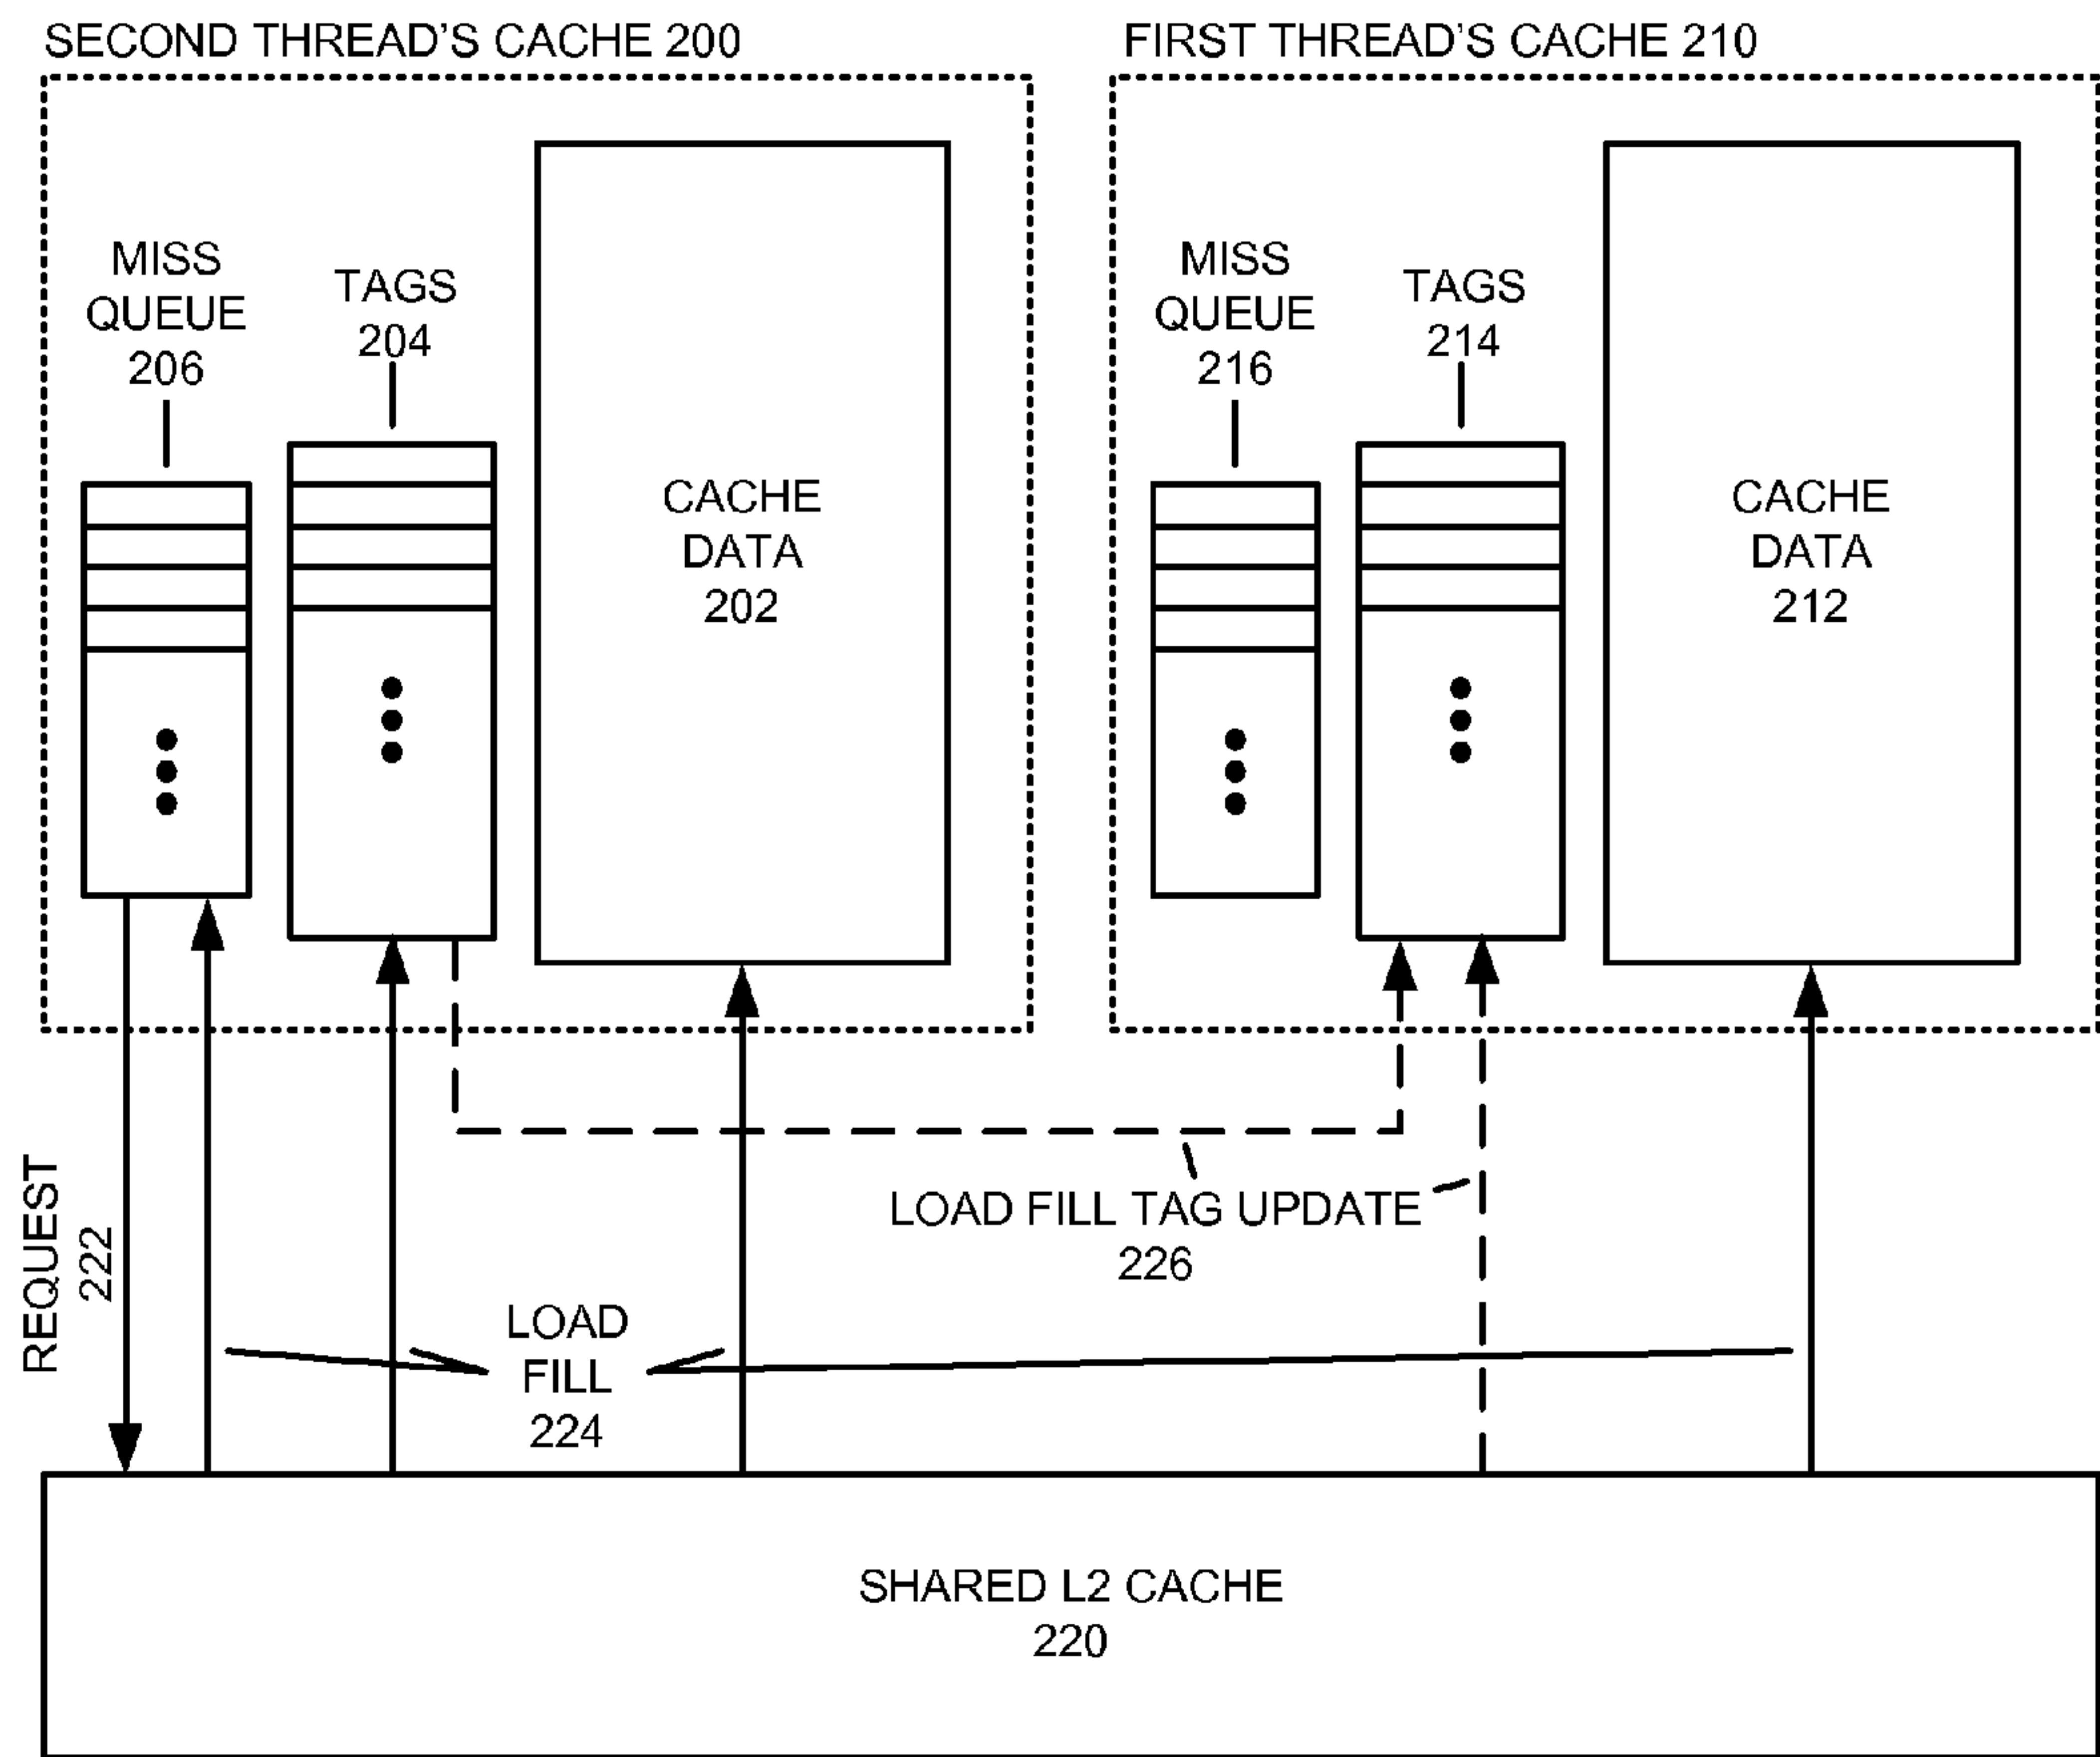 SECOND THREAD'S CACHE 200
FIRST THREAD'S CACHE 210
MISS
QUEUE
206
TAGS
204
CACHE
DATA
202
MISS
QUEUE
216
TAGS
214
CACHE
DATA
212
REQUEST
222
LOAD FILL TAG UPDATE
226
LOAD
FILL
224
SHARED L2 CACHE
220